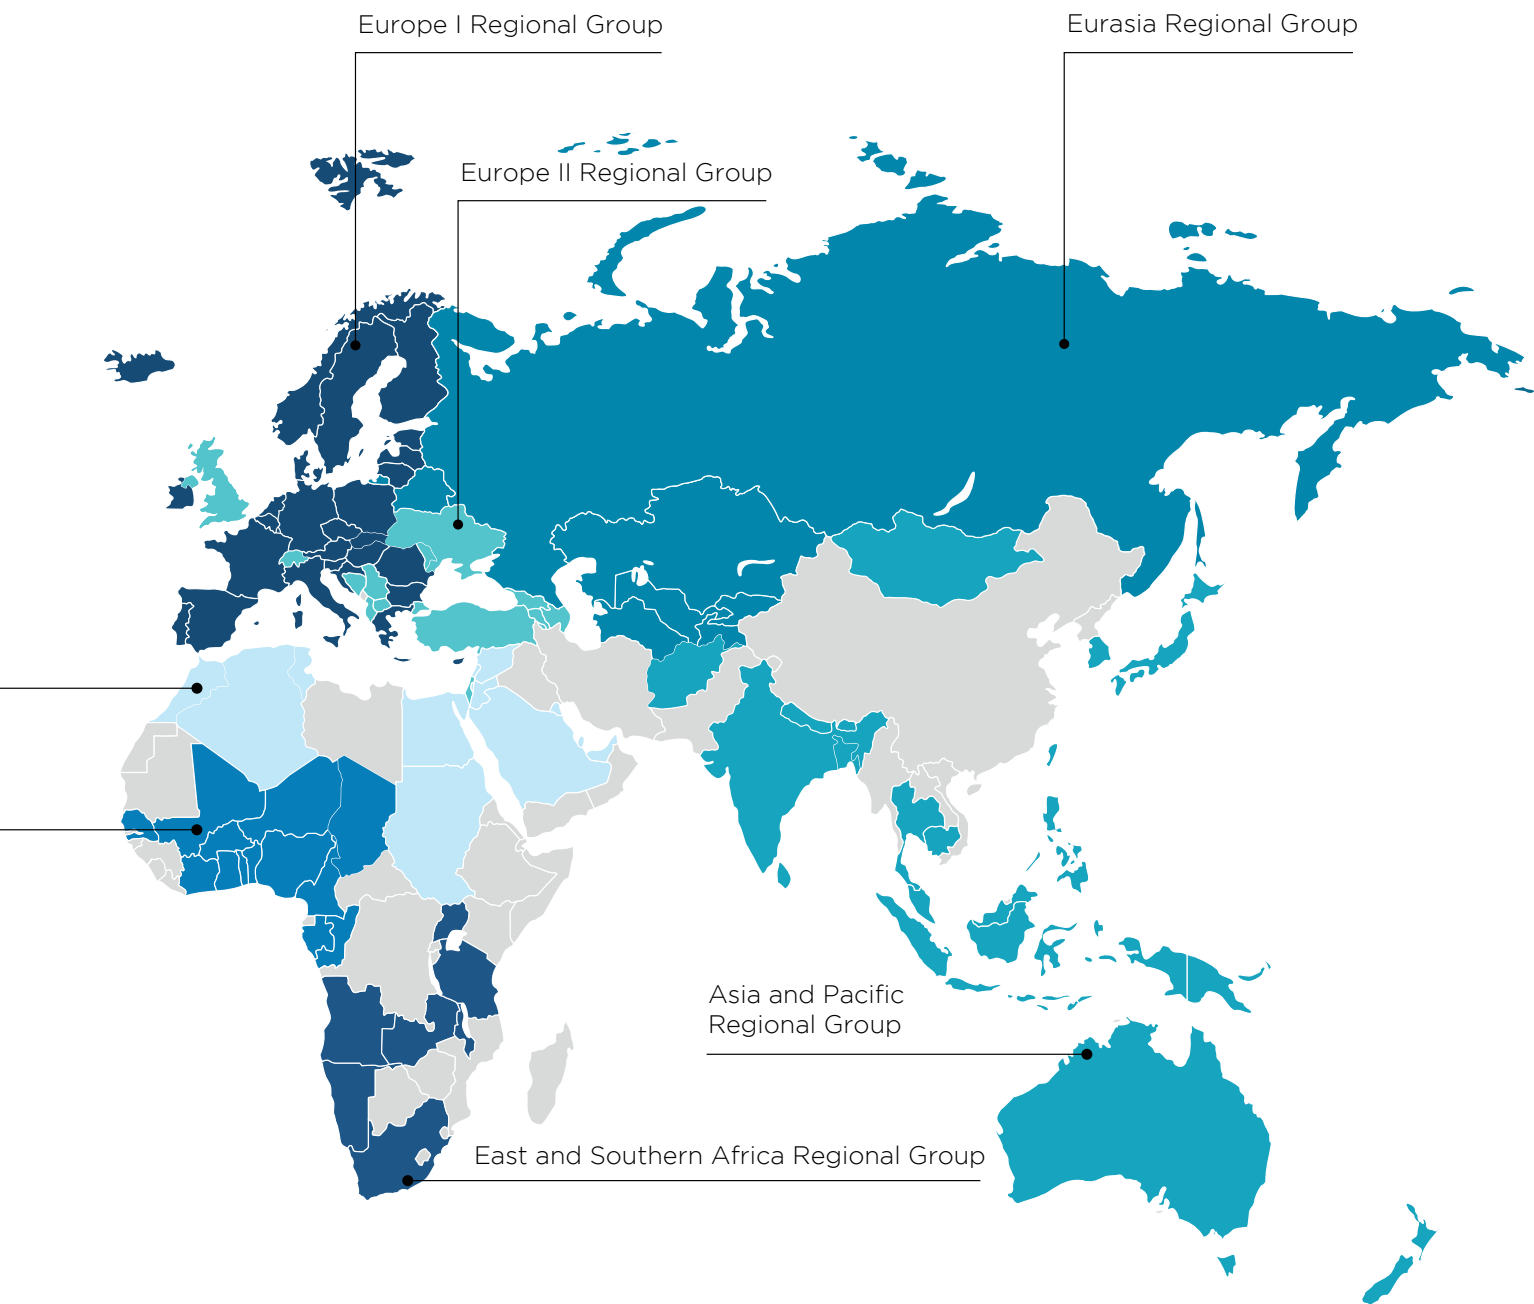 Europe I Regional Group
Eurasia Regional Group
Europe II Regional Group
Asia and Pacific
Regional Group
East and Southern Africa Regional Group